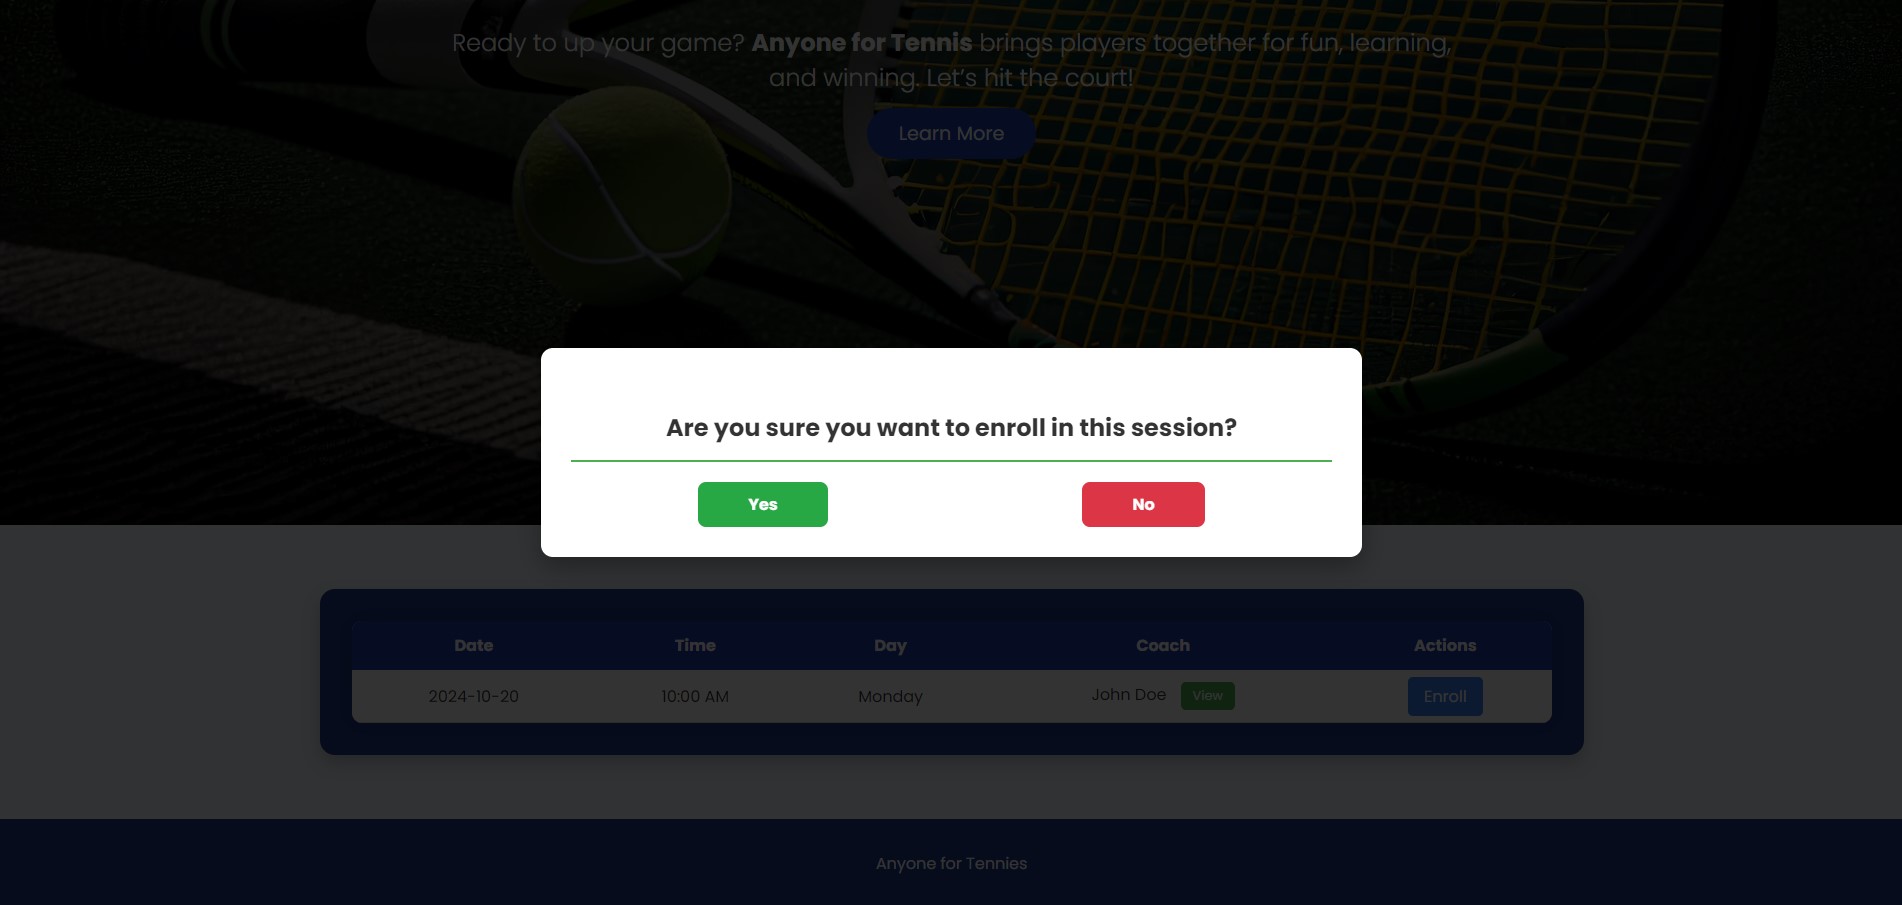 Ready to up your game? Anyone for Tennis brings players together for fun, learning,
and winning. Let's hit the court!
Learn More
Are you sure you want to enroll in this session?
Yes No
Date Time Day Coach Actions
2024-10-20 10:00 AM Monday John Doe View Enroll
Anyone for Tennies